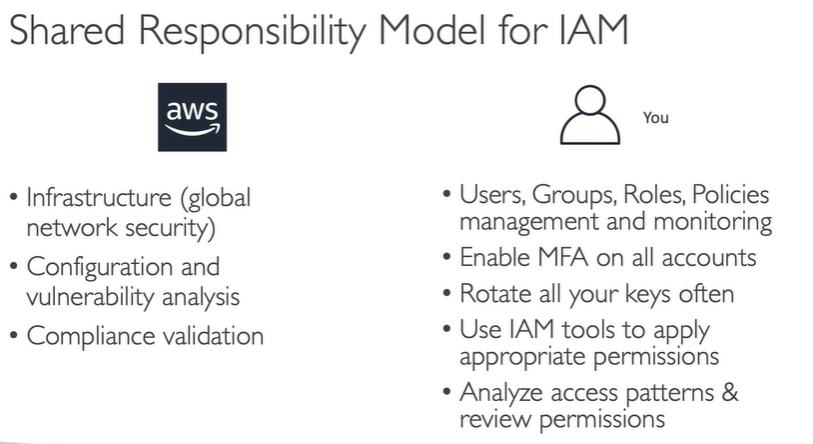 Shared Responsibility Model for IAM
aws
You
• Infrastructure (global
network security)
• Configuration and
vulnerability analysis
• Compliance validation
• Users, Groups, Roles, Policies
management and monitoring
• Enable MFA on all accounts
• Rotate all your keys often
• Use IAM tools to apply
appropriate permissions
• Analyze access patterns &
review permissions